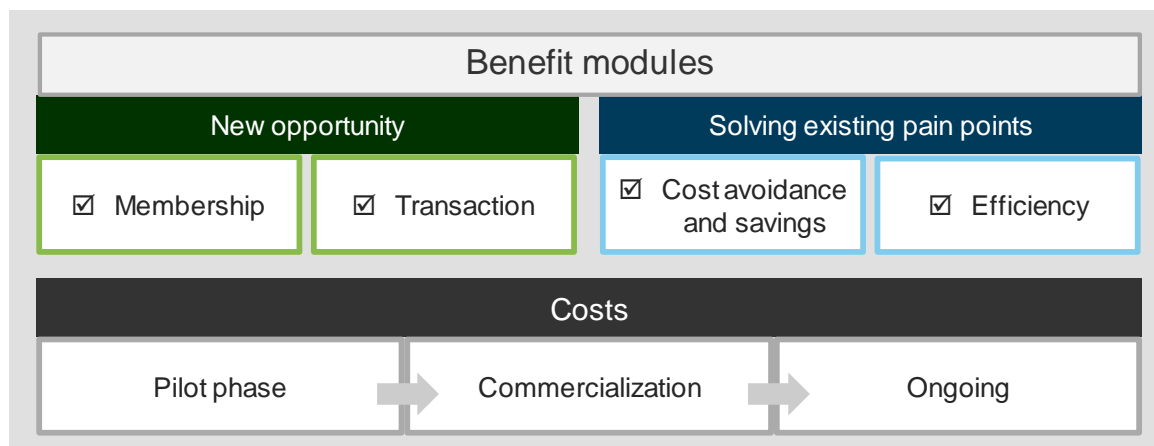 Benefit modules
New opportunity
Solving existing pain points
☑ Membership
☑ Transaction
☑ Cost avoidance
and savings
☑ Efficiency
Costs
Pilot phase
Commercialization
Ongoing